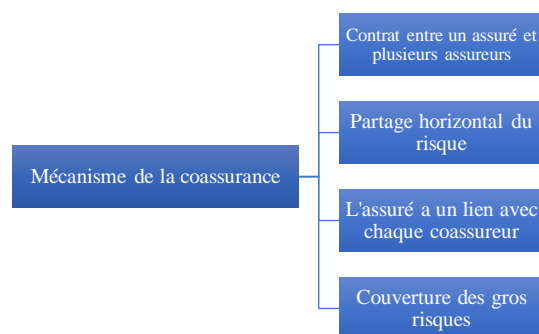 Mécanisme de la coassurance
Contrat entre un assuré et
plusieurs assureurs
Partage horizontal du
risque
L'assuré a un lien avec
chaque coassureur
Couverture des gros
risques